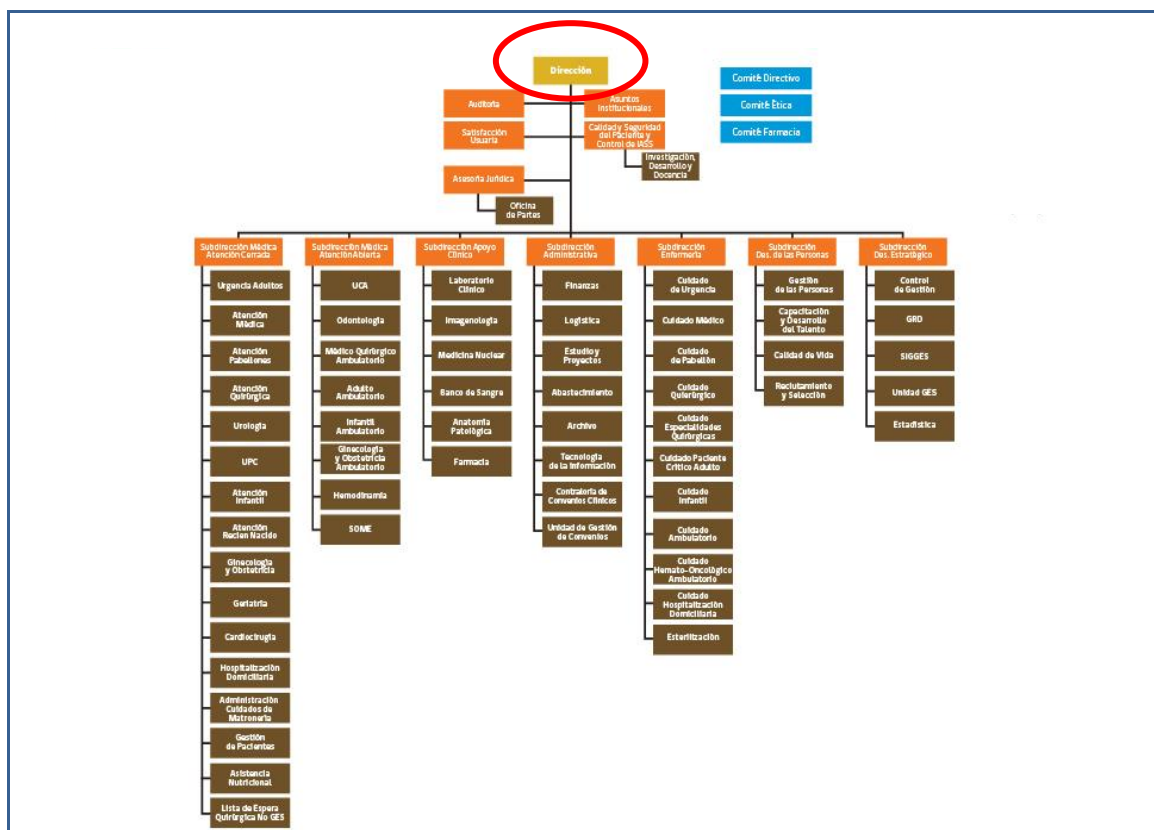 Dirección
Comité Directivo
Auditoria
Asuntos
Institucionales
Comité Ètico
Satisfacción
Usuaria
Calidad y Seguridad
del Paciente y
Control de IASS
Comité Farmacia
Investigación,
Desarrollo y
Docencia
Asesoría Jurídica
Oficina
de Partes
Subdirección Médica
Atención Cerrada
Urgencia Adultos
Atención
Médica
Atención
Pabellones
Atención
Quirúrgica
Urología
UPC
Atención
Infantil
Atención
Recien Nacido
Ginecología
y Obstetricia
Geriatría
Cardiocirugía
Hospitalización
Domiciliaria
Administración
Cuidados de
Matronería
Gestión
de Pacientes
Asistencia
Nutricional
Lista de Espera
Quirúrgica No GES
Subdirección Médica
Atención Abierta
UCA
Odontología
Médico Quirúrgico
Ambulatorio
Adulto
Ambulatorio
Infantil
Ambulatorio
Ginecología
y Obstetricia
Ambulatorio
Hemodinamia
SOME
Subdirección Apoyo
Clínico
Laboratorio
Clínico
Imagenología
Medicina Nuclear
Banco de Sangre
Anatomía
Patológica
Farmacia
Subdirección
Administrativa
Finanzas
Logística
Estudio y
Proyectos
Abastecimiento
Archivo
Tecnología
de la Información
Contraloría de
Convenios Clínicos
Unidad de Gestión
de Convenios
Subdirección
Enfermería
Cuidado
de Urgencia
Cuidado Médico
Cuidado
de Pabellón
Cuidado
Quierúrgico
Cuidado
Especialidades
Quirúrgicas
Cuidado Paciente
Crítico Adulto
Cuidado
Infantil
Cuidado
Ambulatorio
Cuidado
Hemato-Oncológico
Ambulatorio
Cuidado
Hospitalización
Domiciliaria
Esterilización
Subdirección
Des. de las Personas
Gestión
de las Personas
Capacitación
y Desarrollo
del Talento
Calidad de Vida
Reclutamiento
y Selección
Subdirección
Des. Estratégico
Control
de Gestión
GRD
SIGGES
Unidad GES
Estadística